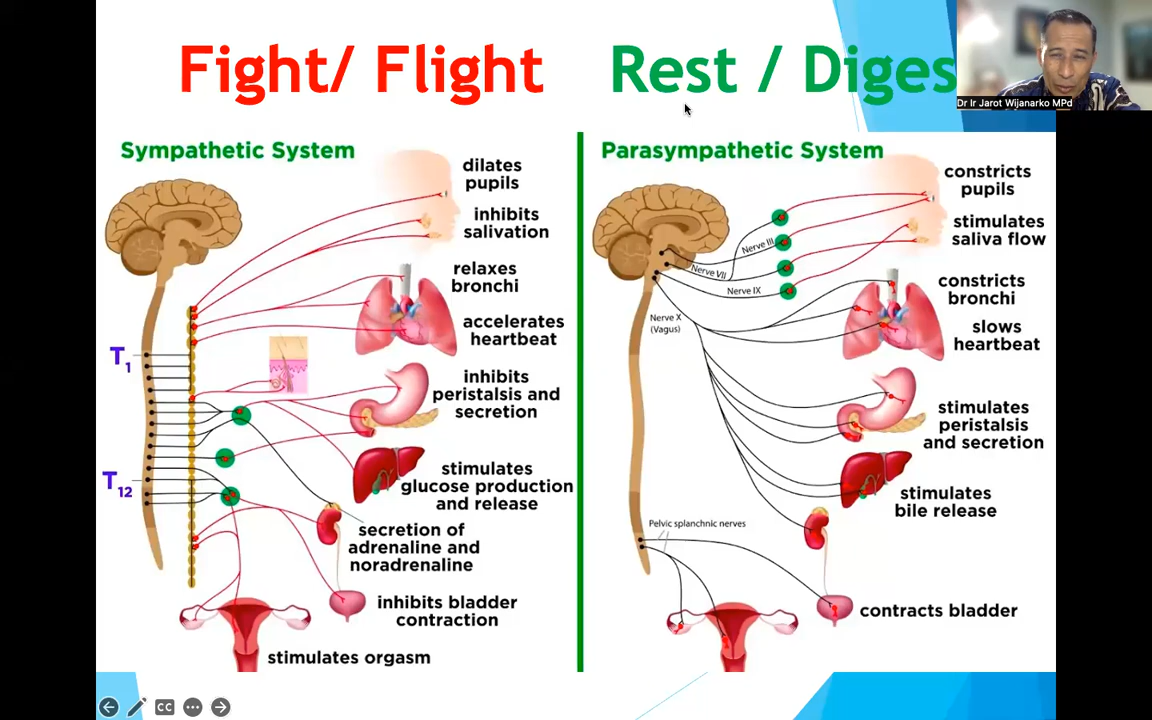 Fight/ Flight
Rest / Diges
Dr Ir Jarot Wijanarko MPd
Sympathetic System
dilates
pupils
inhibits
salivation
relaxes
bronchi
accelerates
heartbeat
T1
inhibits
peristalsis and
secretion
T12
stimulates
glucose production
and release
secretion of
adrenaline and
noradrenaline
inhibits bladder
contraction
stimulates orgasm
Parasympathetic System
constricts
pupils
stimulates
saliva flow
Nerve III
Nerve VII
Nerve IX
Nerve X
(Vagus)
constricts
bronchi
slows
heartbeat
stimulates
peristalsis
and secretion
stimulates
bile release
Pelvic splanchnic nerves
contracts bladder
CC